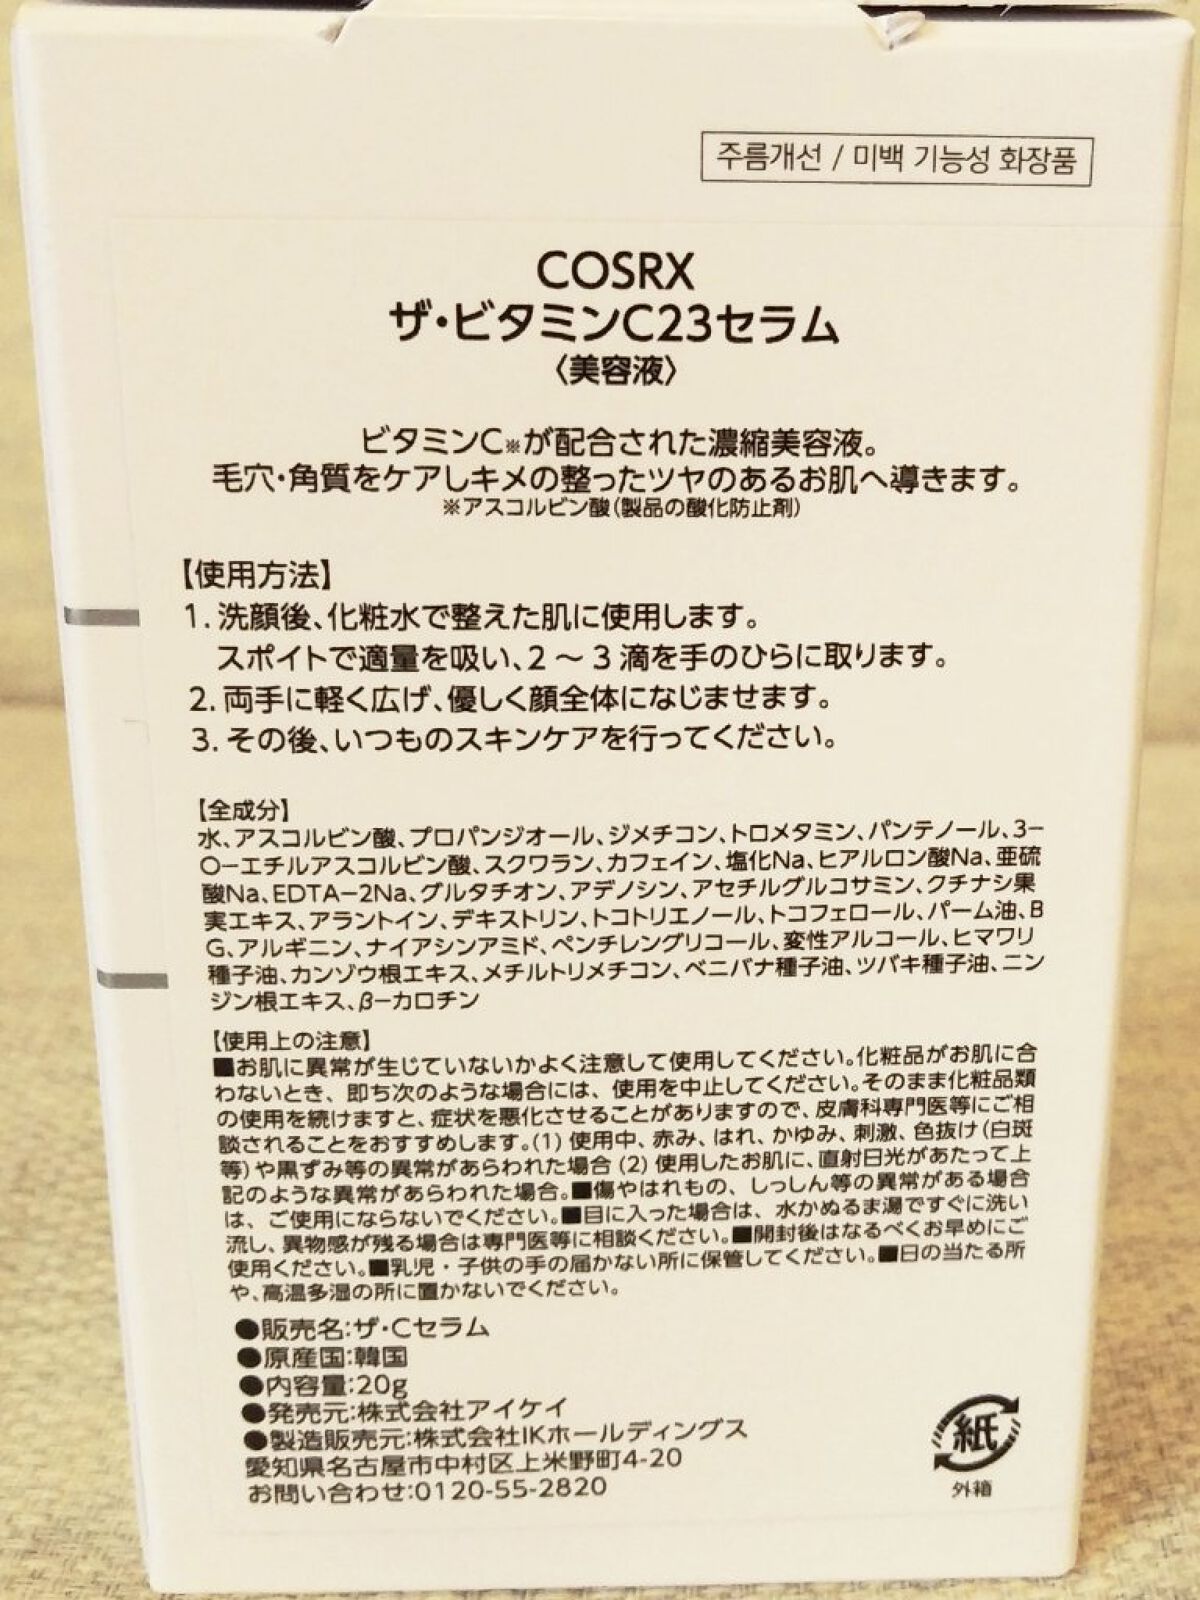 주름개선 / 미백 기능성 화장품
COSRX
ザ・ビタミンC23セラム
〈美容液〉
ビタミンC※が配合された濃縮美容液。
毛穴・角質をケアしキメの整ったツヤのあるお肌へ導きます。
※アスコルビン酸(製品の酸化防止剤)
【使用方法】
1. 洗顔後、化粧水で整えた肌に使用します。
スポイトで適量を吸い、2～3滴を手のひらに取ります。
2. 両手に軽く広げ、優しく顔全体になじませます。
3. その後、いつものスキンケアを行ってください。
【全成分】
水、アスコルビン酸、プロパンジオール、ジメチコン、トロメタミン、パンテノール、3-
O-エチルアスコルビン酸、スクワラン、カフェイン、塩化Na、ヒアルロン酸Na、亜硫
酸Na、EDTA-2Na、グルタチオン、アデノシン、アセチルグルコサミン、クチナシ果
実エキス、アラントイン、デキストリン、トコトリエノール、トコフェロール、パーム油、B
G、アルギニン、ナイアシンアミド、ペンチレングリコール、変性アルコール、ヒマワリ
種子油、カンゾウ根エキス、メチルトリメチコン、ベニバナ種子油、ツバキ種子油、ニン
ジン根エキス、β-カロチン
【使用上の注意】
■お肌に異常が生じていないかよく注意して使用してください。化粧品がお肌に合
わないとき、即ち次のような場合には、使用を中止してください。そのまま化粧品類
の使用を続けますと、症状を悪化させることがありますので、皮膚科専門医等にご相
談されることをおすすめします。(1) 使用中、赤み、はれ、かゆみ、刺激、色抜け(白斑
等)や黒ずみ等の異常があらわれた場合 (2) 使用したお肌に、直射日光があたって上
記のような異常があらわれた場合。■傷やはれもの、しっしん等の異常がある場合
は、ご使用にならないでください。■目に入った場合は、水かぬるま湯ですぐに洗い
流し、異物感が残る場合は専門医等に相談ください。■開封後はなるべくお早めにご
使用ください。■乳児・子供の手の届かない所に保管してください。■日の当たる所
や、高温多湿の所に置かないでください。
●販売名:ザ・Cセラム
●原産国:韓国
●内容量:20g
●発売元:株式会社アイケイ
●製造販売元:株式会社IKホールディングス
愛知県名古屋市中村区上米野町4-20
お問い合わせ:0120-55-2820
紙
外箱